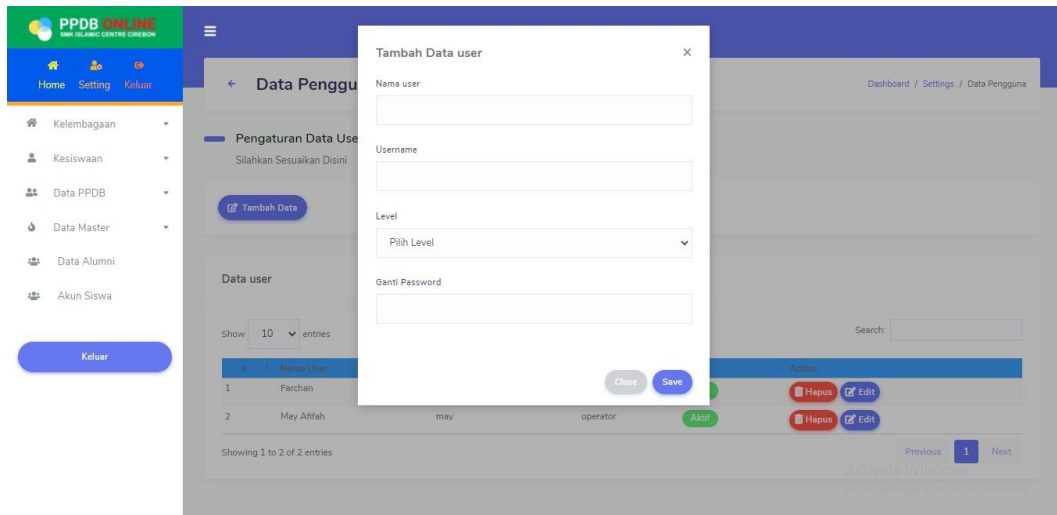 PPDB ONLINE
SMK ISLAMIC CENTRE CIREBON
Home Setting Keluar
Kelembagaan
Kesiswaan
Data PPDB
Data Master
Data Alumni
Akun Siswa
Keluar
Data Penggu
Dashboard / Settings / Data Pengguna
Pengaturan Data Use
Silahkan Sesuaikan Disini
Tambah Data
Tambah Data user ×
Nama user
Username
Level
Pilih Level
Ganti Password
Close Save
Data user
Show 10 entries
Search:
# Nama User Action
1 Farchan Hapus Edit
2 May Afifah may operator Aktif Hapus Edit
Showing 1 to 2 of 2 entries
Previous 1 Next
Activate Windows